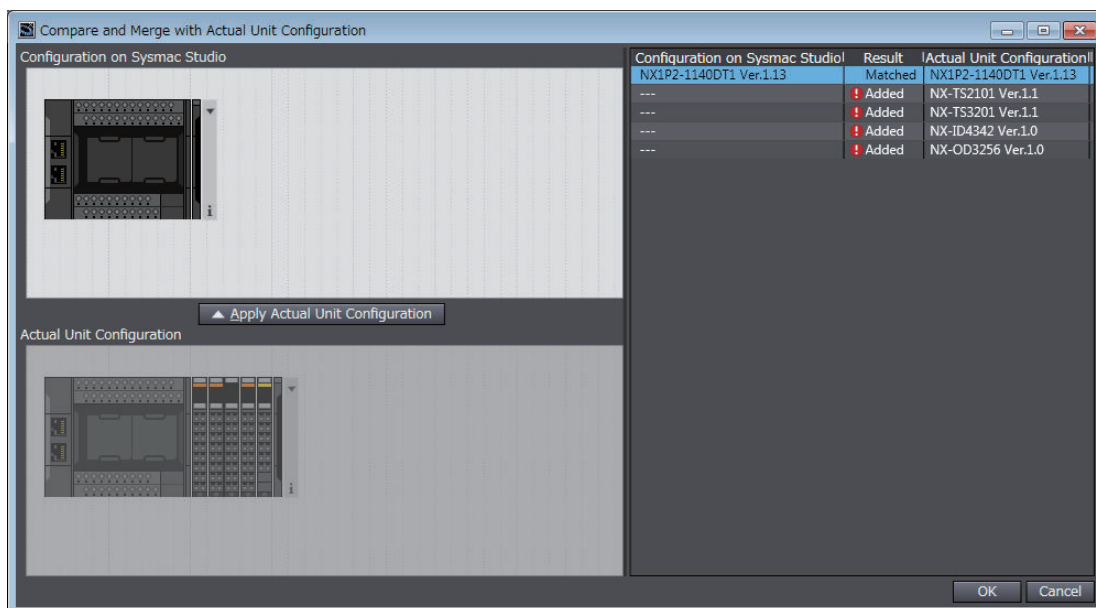 Compare and Merge with Actual Unit Configuration
Configuration on Sysmac Studio
Apply Actual Unit Configuration
Actual Unit Configuration
Configuration on Sysmac Studio Result Actual Unit Configuration
NX1P2-1140DT1 Ver.1.13 Matched NX1P2-1140DT1 Ver.1.13
--- Added NX-TS2101 Ver.1.1
--- Added NX-TS3201 Ver.1.1
--- Added NX-ID4342 Ver.1.0
--- Added NX-OD3256 Ver.1.0
OK Cancel